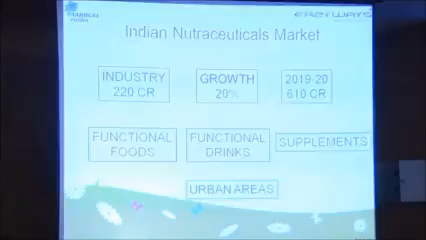 EASYWAYS
Indian Nutraceuticals Market
INDUSTRY
220 CR
GROWTH
20%
2019-20
610 CR
FUNCTIONAL
FOODS
FUNCTIONAL
DRINKS
SUPPLEMENTS
URBAN AREAS